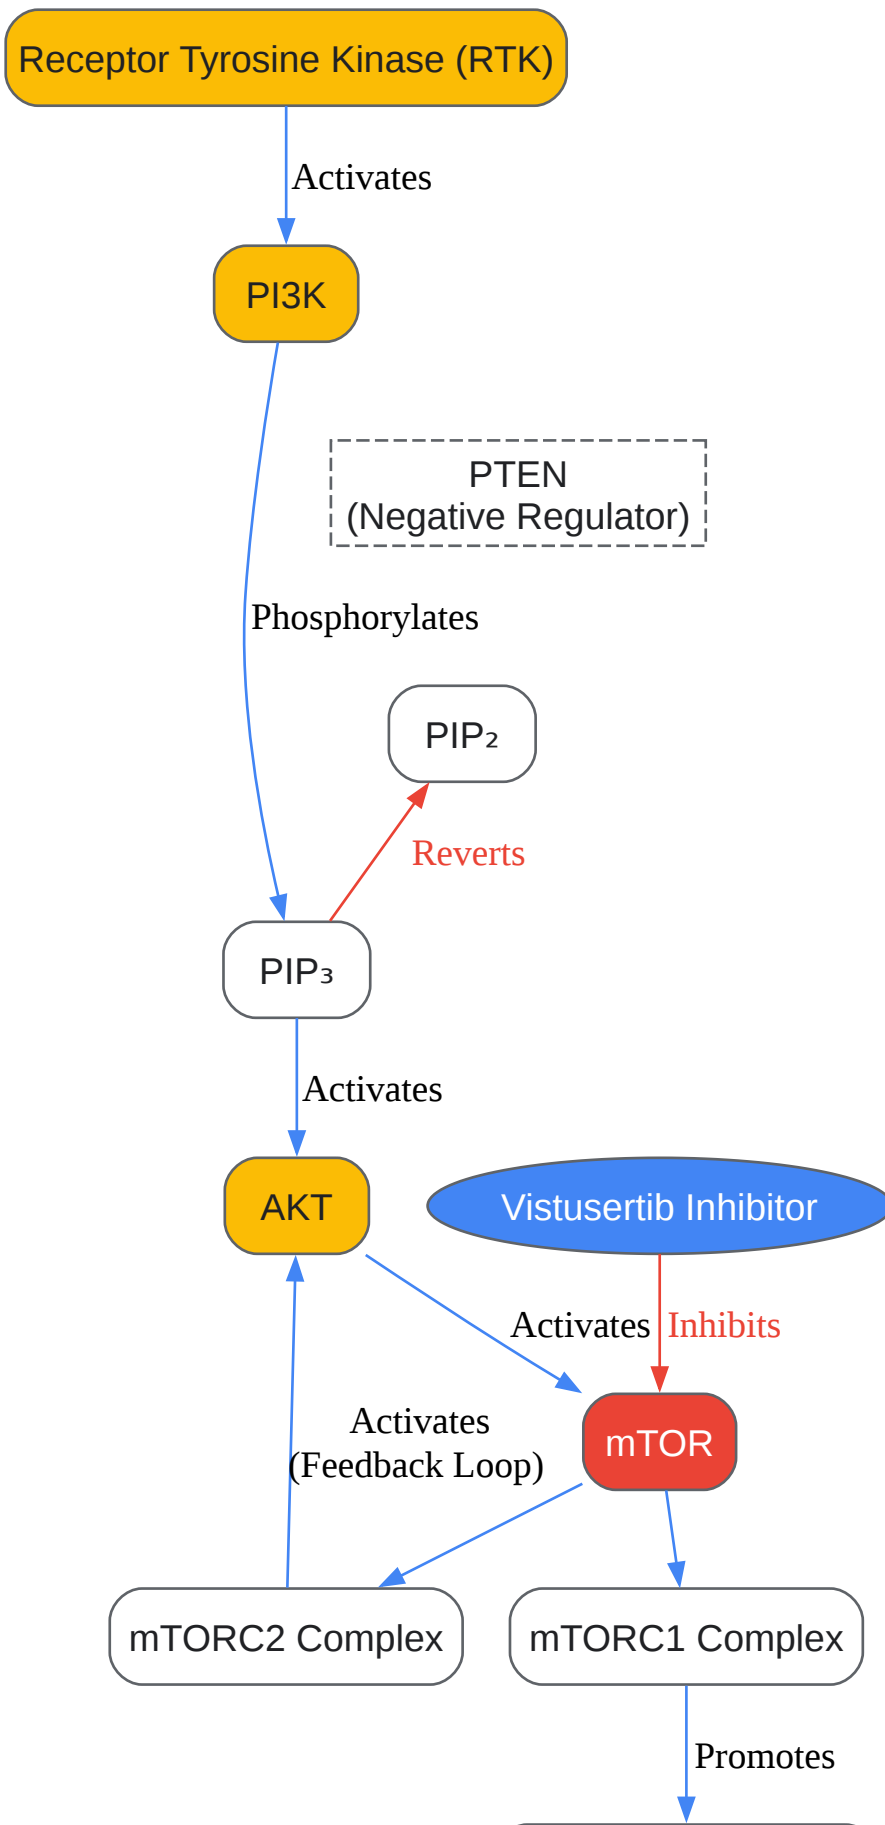 Receptor Tyrosine Kinase (RTK)
Activates
PI3K
PTEN
(Negative Regulator)
Phosphorylates
PIP₂
Reverts
PIP₃
Activates
AKT
Vistusertib Inhibitor
Activates
Inhibits
Activates
(Feedback Loop)
mTOR
mTORC2 Complex
mTORC1 Complex
Promotes